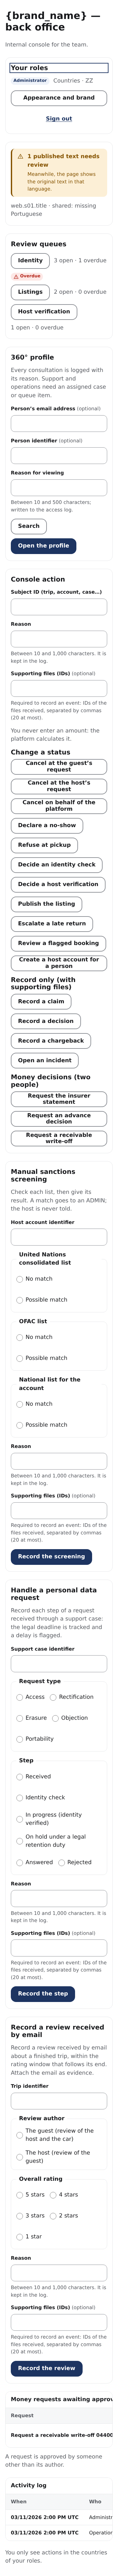 {brand_name} —
back office
Internal console for the team.
Your roles
Administrator Countries · ZZ
Appearance and brand
Sign out
1 published text needs
review
Meanwhile, the page shows
the original text in that
language.
web.s01.title · shared: missing
Portuguese
Review queues
Identity 3 open · 1 overdue
Overdue
Listings 2 open · 0 overdue
Host verification
1 open · 0 overdue
360° profile
Every consultation is logged with
its reason. Support and
operations need an assigned case
or queue item.
Person's email address (optional)
Person identifier (optional)
Reason for viewing
Between 10 and 500 characters;
written to the access log.
Search
Open the profile
Console action
Subject ID (trip, account, case…)
Reason
Between 10 and 1,000 characters. It is
kept in the log.
Supporting files (IDs) (optional)
Required to record an event: IDs of the
files received, separated by commas
(20 at most).
You never enter an amount: the
platform calculates it.
Change a status
Cancel at the guest's
request
Cancel at the host's
request
Cancel on behalf of the
platform
Declare a no-show
Refuse at pickup
Decide an identity check
Decide a host verification
Publish the listing
Escalate a late return
Review a flagged booking
Create a host account for
a person
Record only (with
supporting files)
Record a claim
Record a decision
Record a chargeback
Open an incident
Money decisions (two
people)
Request the insurer
statement
Request an advance
decision
Request a receivable
write-off
Manual sanctions
screening
Check each list, then give its
result. A match goes to an ADMIN;
the host is never told.
Host account identifier
United Nations
consolidated list
No match
Possible match
OFAC list
No match
Possible match
National list for the
account
No match
Possible match
Reason
Between 10 and 1,000 characters. It is
kept in the log.
Supporting files (IDs) (optional)
Required to record an event: IDs of the
files received, separated by commas
(20 at most).
Record the screening
Handle a personal data
request
Record each step of a request
received through a support case:
the legal deadline is tracked and
a delay is flagged.
Support case identifier
Request type
Access Rectification
Erasure Objection
Portability
Step
Received
Identity check
In progress (identity
verified)
On hold under a legal
retention duty
Answered Rejected
Reason
Between 10 and 1,000 characters. It is
kept in the log.
Supporting files (IDs) (optional)
Required to record an event: IDs of the
files received, separated by commas
(20 at most).
Record the step
Record a review received
by email
Record a review received by email
about a finished trip, within the
rating window that follows its end.
Attach the email as evidence.
Trip identifier
Review author
The guest (review of the
host and the car)
The host (review of the
guest)
Overall rating
5 stars 4 stars
3 stars 2 stars
1 star
Reason
Between 10 and 1,000 characters. It is
kept in the log.
Supporting files (IDs) (optional)
Required to record an event: IDs of the
files received, separated by commas
(20 at most).
Record the review
Money requests awaiting approv
Request
Request a receivable write-off 04400
A request is approved by someone
other than its author.
Activity log
When Who
03/11/2026 2:00 PM UTC Administr
03/11/2026 2:00 PM UTC Operation
You only see actions in the countries
of your roles.